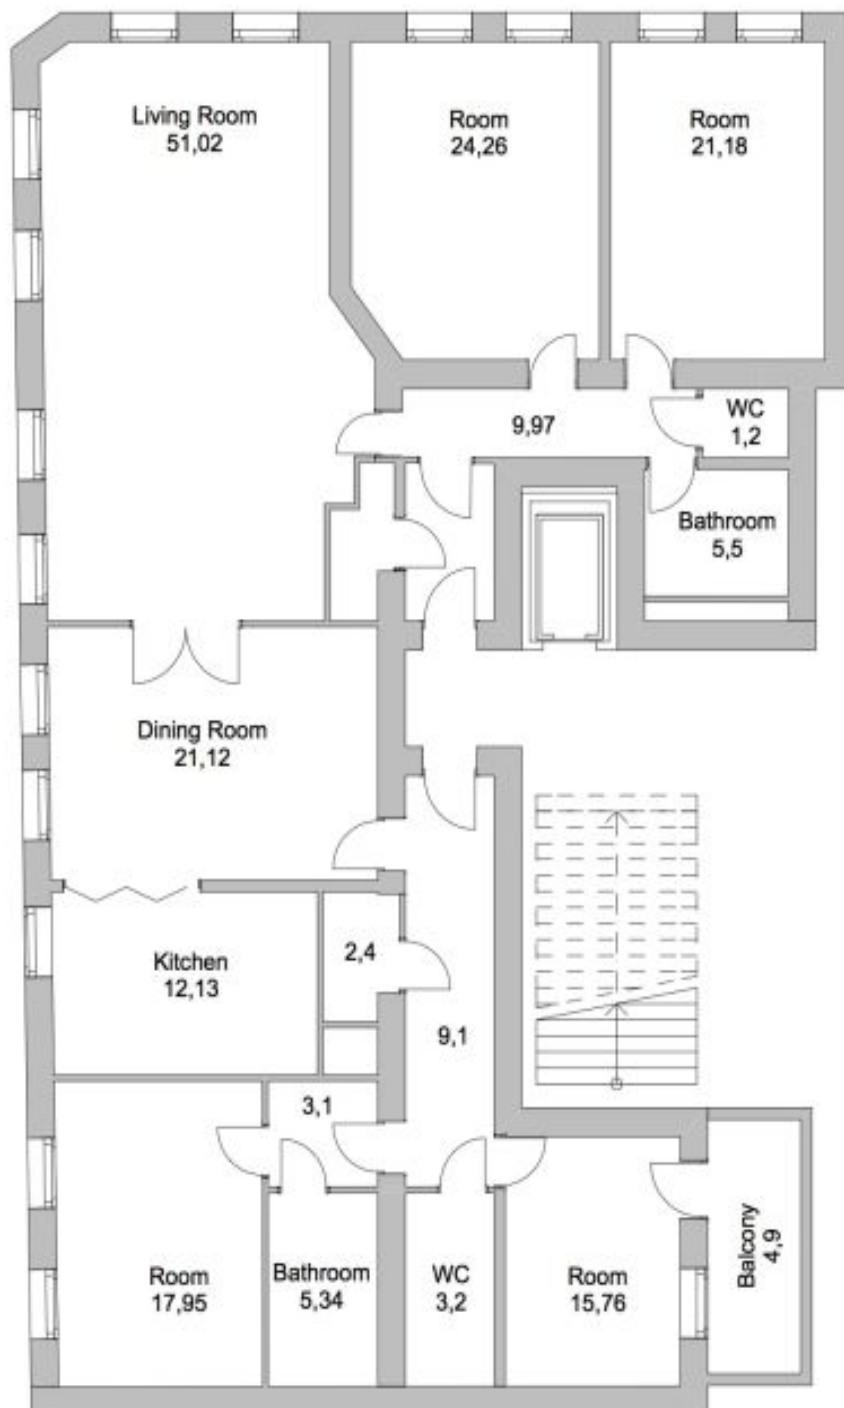 Living Room
51,02
Room
24,26
Room
21,18
WC
1,2
9,97
Bathroom
5,5
Dining Room
21,12
2,4
Kitchen
12,13
9,1
3,1
Room
17,95
Bathroom
5,34
WC
3,2
Room
15,76
Balcony
4,9